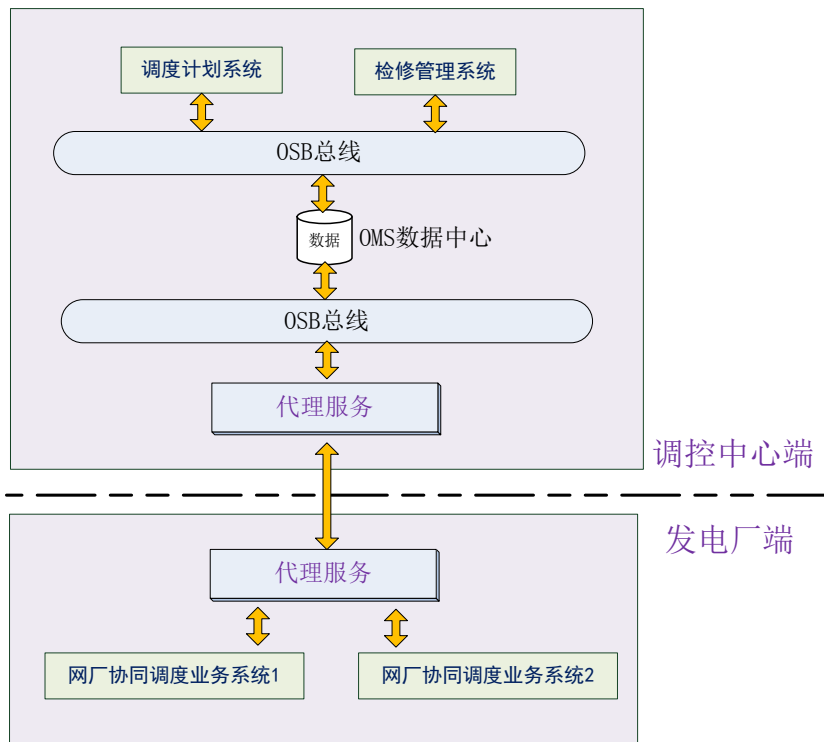 调度计划系统
检修管理系统
OSB总线
数据
OMS数据中心
OSB总线
代理服务
调控中心端
发电厂端
代理服务
网厂协同调度业务系统1
网厂协同调度业务系统2